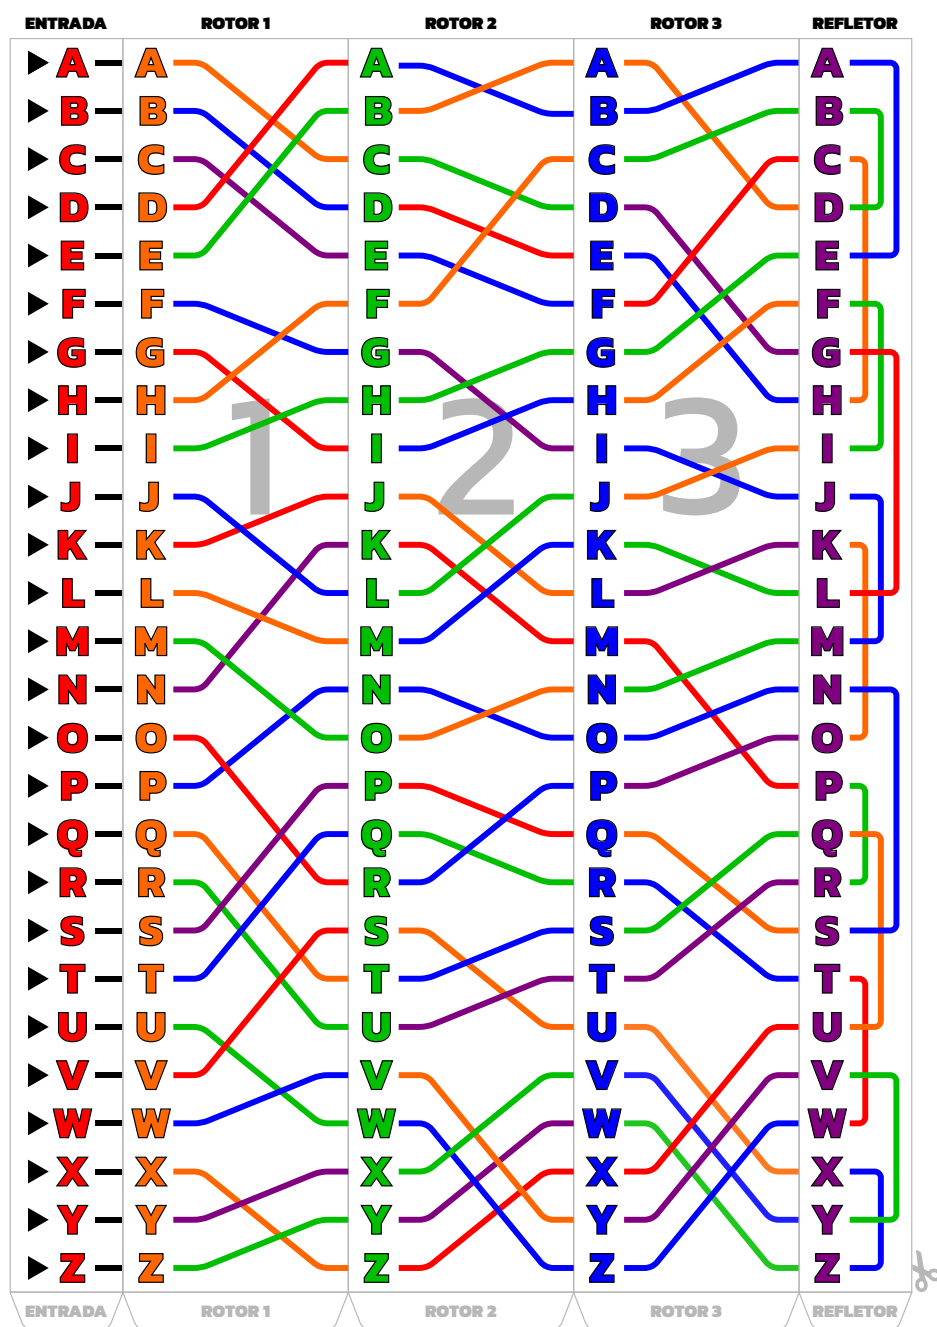 ENTRADA ROTOR 1 ROTOR 2 ROTOR 3 REFLETOR
A A A A A
B B B B B
C C C C C
D D D D D
E E E E E
F F F F F
G G G G G
H H H H H
1 2 3
I I I I I
J J J J J
K K K K K
L L L L L
M M M M M
N N N N N
O O O O O
P P P P P
Q Q Q Q Q
R R R R R
S S S S S
T T T T T
U U U U U
V V V V V
W W W W W
X X X X X
Y Y Y Y Y
Z Z Z Z Z
ENTRADA ROTOR 1 ROTOR 2 ROTOR 3 REFLETOR